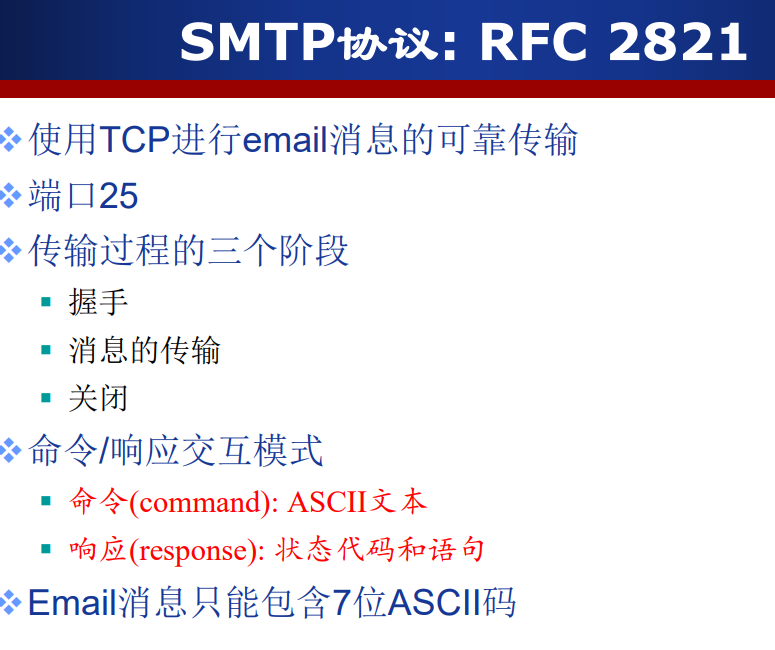 SMTP协议: RFC 2821
使用TCP进行email消息的可靠传输
端口25
传输过程的三个阶段
握手
消息的传输
关闭
命令/响应交互模式
命令(command): ASCII文本
响应(response): 状态代码和语句
Email消息只能包含7位ASCII码